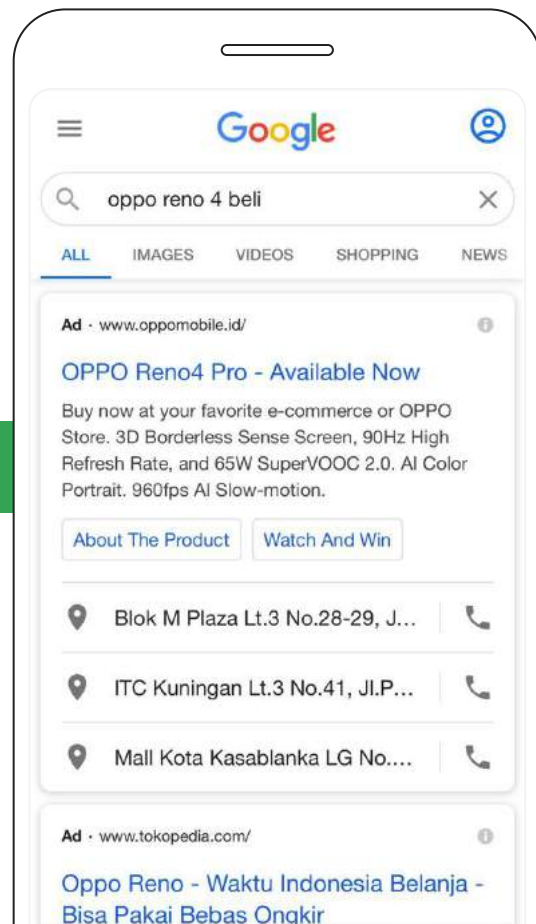 Google
oppo reno 4 beli
ALL IMAGES VIDEOS SHOPPING NEWS
Ad · www.oppomobile.id/
OPPO Reno4 Pro - Available Now
Buy now at your favorite e-commerce or OPPO
Store. 3D Borderless Sense Screen, 90Hz High
Refresh Rate, and 65W SuperVOOC 2.0. AI Color
Portrait. 960fps AI Slow-motion.
About The Product Watch And Win
Blok M Plaza Lt.3 No.28-29, J...
ITC Kuningan Lt.3 No.41, Jl.P...
Mall Kota Kasablanka LG No....
Ad · www.tokopedia.com/
Oppo Reno - Waktu Indonesia Belanja -
Bisa Pakai Bebas Ongkir